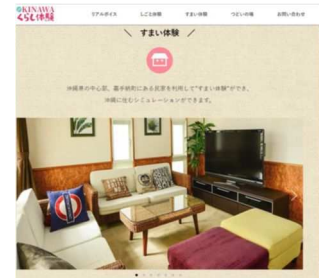 OKINAWA
くらし体験
リアルボイス しごと体験 すまい体験 つどいの場 お問い合わせ
＼ すまい体験 ／
沖縄県の中心部、嘉手納町にある民家を利用して"すまい体験"ができ、
沖縄に住むシミュレーションができます。